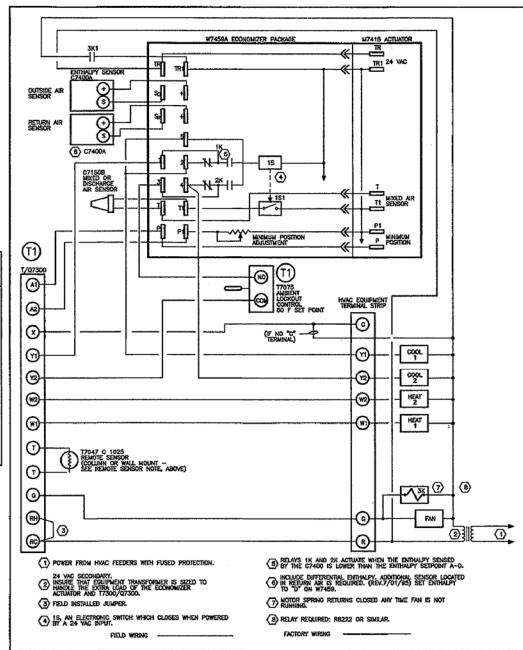 W7459A ECONOMIZER PACKAGE
M7415 ACTUATOR
3K1
TR
TR1 24 VAC
TR
TR1
ENTHALPY SENSOR
C7400A
OUTSIDE AIR
SENSOR
+
S
RETURN AIR
SENSOR
+
S
6 C7400A
C7150B
MIXED OR
DISCHARGE
AIR SENSOR
1K
5
2K
1S
4
1S1
T
T1
MIXED AIR
SENSOR
T
T1
P
P1
MINIMUM POSITION
ADJUSTMENT
P1
P
MINIMUM
POSITION
T1
T/Q7300
NO
COM
T1
T7075
AMBIENT
LOCKOUT
CONTROL
50 F SET POINT
HVAC EQUIPMENT
TERMINAL STRIP
(IF NO "C"
TERMINAL)
A1
A2
X
C
Y1
Y1
COOL
1
Y2
Y2
COOL
2
W2
W2
HEAT
2
W1
W1
HEAT
1
T
T
T7047 C 1025
REMOTE SENSOR
(COLUMN OR WALL MOUNT –
SEE REMOTE SENSOR NOTE, ABOVE)
3K
7
8
G
G
FAN
RH
RC
3
R
2
1
1 POWER FROM HVAC FEEDERS WITH FUSED PROTECTION.
24 VAC SECONDARY.
2 INSURE THAT EQUIPMENT TRANSFORMER IS SIZED TO
HANDLE THE EXTRA LOAD OF THE ECONOMIZER
ACTUATOR AND T7300/Q7300.
3 FIELD INSTALLED JUMPER.
4 1S, AN ELECTRONIC SWITCH WHICH CLOSES WHEN POWERED
BY A 24 VAC INPUT.
FIELD WIRING
5 RELAYS 1K AND 2K ACTUATE WHEN THE ENTHALPY SENSED
BY THE C7400 IS LOWER THAN THE ENTHALPY SETPOINT A-D.
6 INCLUDE DIFFERENTIAL ENTHALPY, ADDITIONAL SENSOR LOCATED
IN RETURN AIR IS REQUIRED. (REV.7/01/95) SET ENTHALPY
TO "D" ON W7459.
7 MOTOR SPRING RETURNS CLOSED ANY TIME FAN IS NOT
RUNNING.
8 RELAY REQUIRED: R8222 OR SIMILAR.
FACTORY WIRING